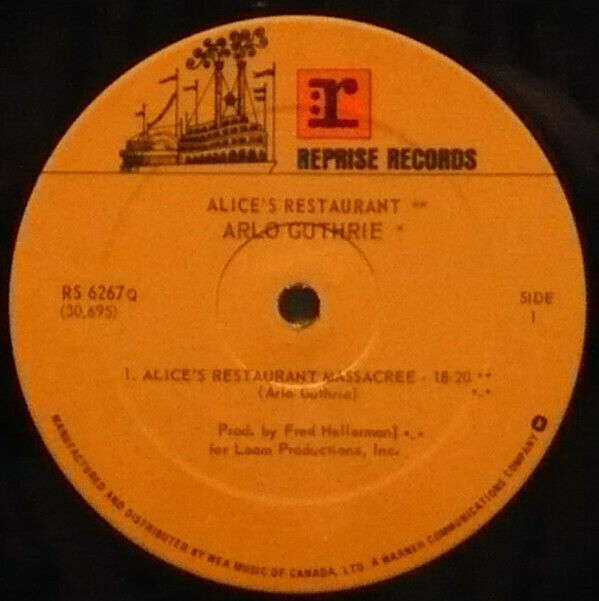 r
REPRISE RECORDS
ALICE'S RESTAURANT **
ARLO GUTHRIE *
RS 6267 Q
(30,695)
SIDE
1
1. ALICE'S RESTAURANT MASSACREE - 18:20 **
(Arlo Guthrie) *-*
Prod. by Fred Hellerman| *-*
for Loam Productions, Inc.
MANUFACTURED AND DISTRIBUTED BY WEA MUSIC OF CANADA, LTD. A WARNER COMMUNICATIONS COMPANY